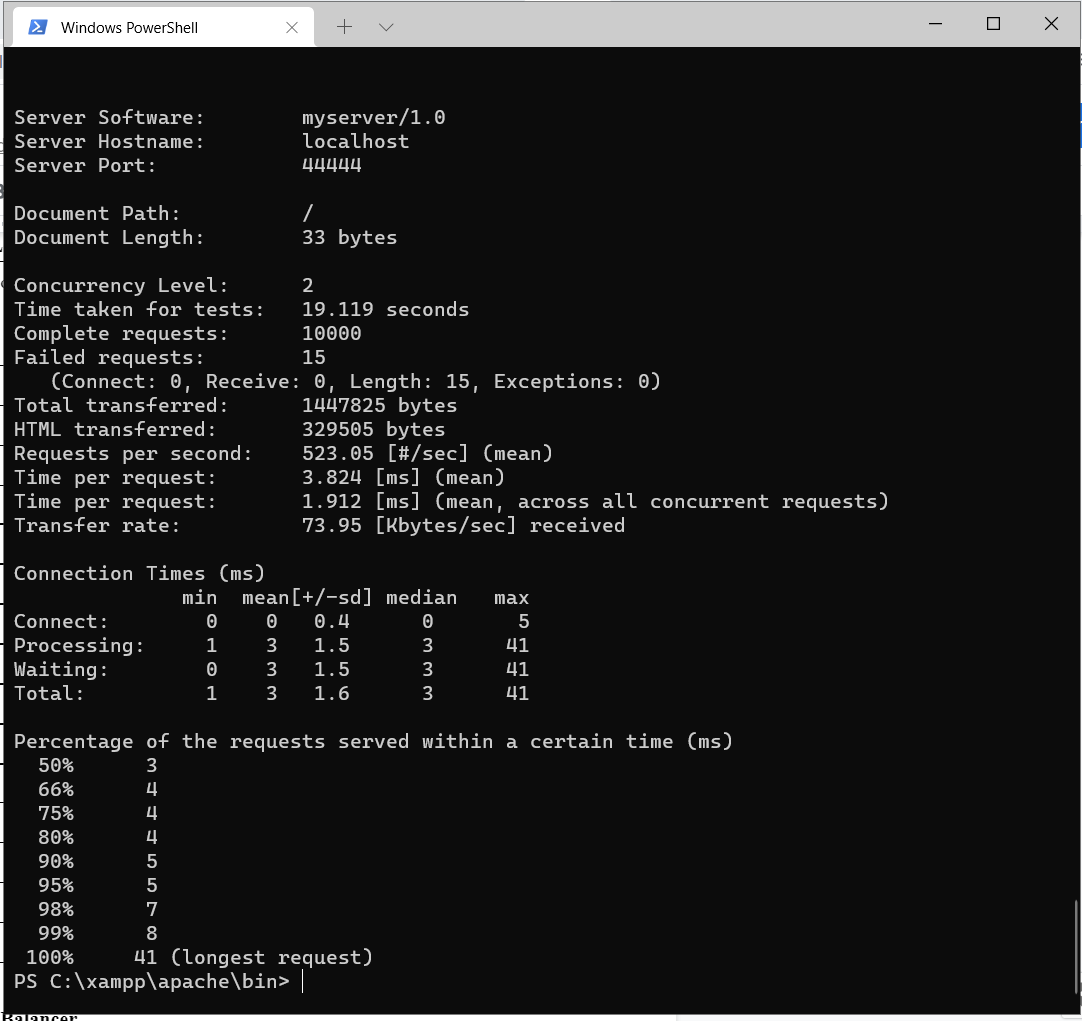 Windows PowerShell
Server Software:        myserver/1.0
Server Hostname:        localhost
Server Port:            44444
Document Path:          /
Document Length:        33 bytes
Concurrency Level:      2
Time taken for tests:   19.119 seconds
Complete requests:      10000
Failed requests:        15
   (Connect: 0, Receive: 0, Length: 15, Exceptions: 0)
Total transferred:      1447825 bytes
HTML transferred:       329505 bytes
Requests per second:    523.05 [#/sec] (mean)
Time per request:       3.824 [ms] (mean)
Time per request:       1.912 [ms] (mean, across all concurrent requests)
Transfer rate:          73.95 [Kbytes/sec] received
Connection Times (ms)
              min  mean[+/-sd] median   max
Connect:        0    0   0.4      0       5
Processing:     1    3   1.5      3      41
Waiting:        0    3   1.5      3      41
Total:          1    3   1.6      3      41
Percentage of the requests served within a certain time (ms)
  50%      3
  66%      4
  75%      4
  80%      4
  90%      5
  95%      5
  98%      7
  99%      8
 100%     41 (longest request)
PS C:\xampp\apache\bin>
Balancer